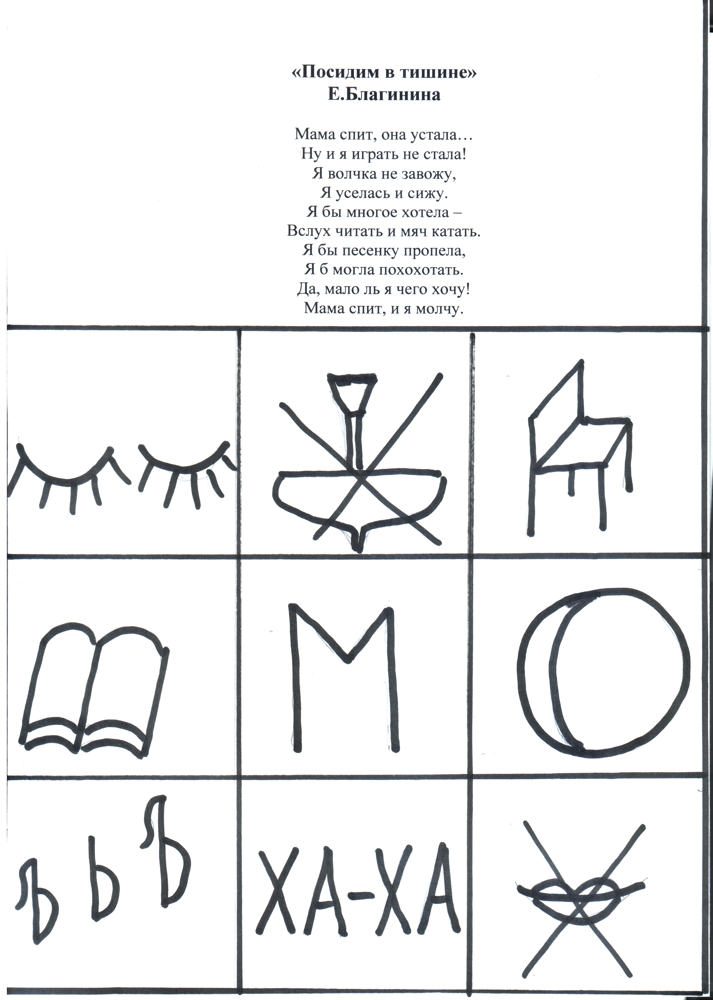 «Посидим в тишине»
Е.Благинина
Мама спит, она устала…
Ну и я играть не стала!
Я волчка не завожу,
Я уселась и сижу.
Я бы многое хотела –
Вслух читать и мяч катать.
Я бы песенку пропела,
Я б могла похохотать.
Да, мало ль я чего хочу!
Мама спит, и я молчу.
М
ХА-ХА